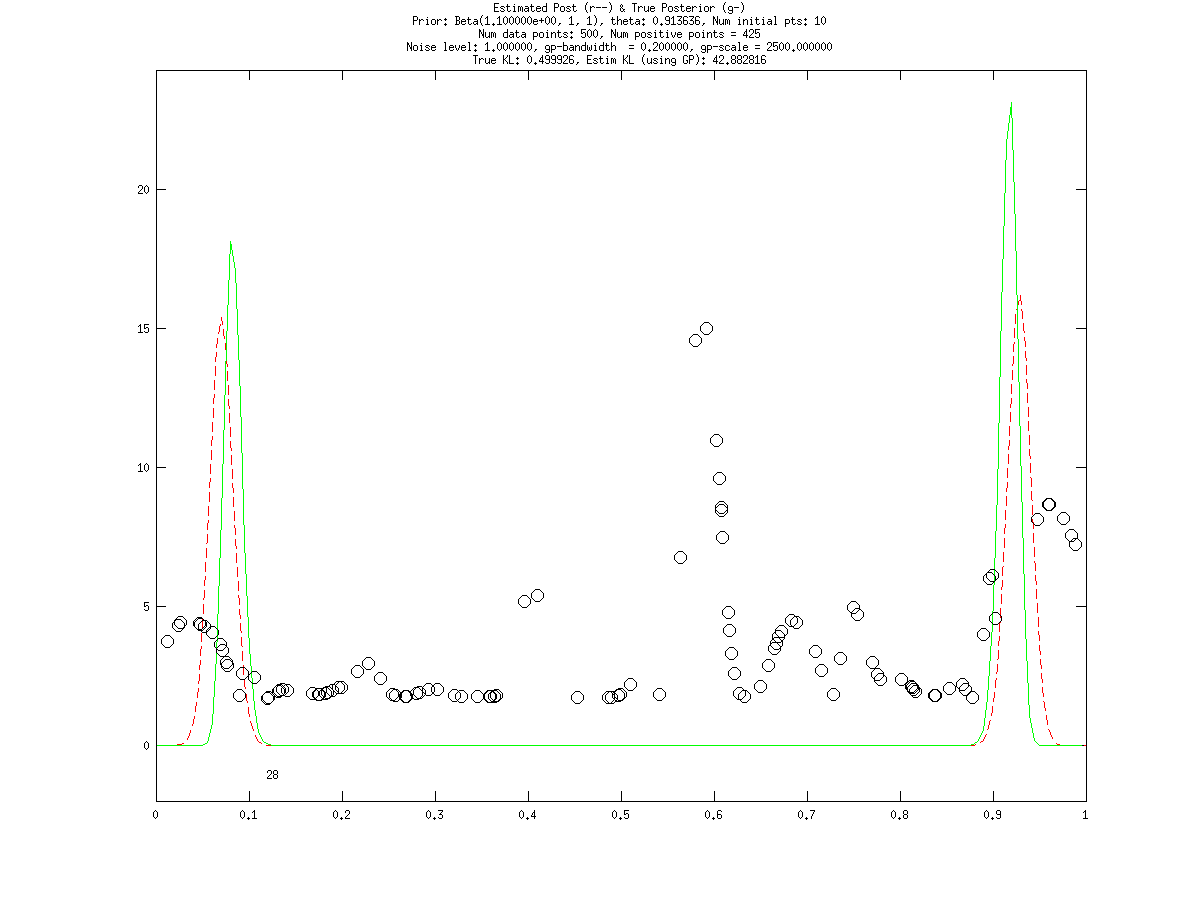 Estimated Post (r--) & True Posterior (g-)
Prior: Beta(1.100000e+00, 1, 1), theta: 0.913636, Num initial pts: 10
Num data points: 500, Num positive points = 425
Noise level: 1.000000, gp-bandwidth  = 0.200000, gp-scale = 2500.000000
True KL: 0.499926, Estim KL (using GP): 42.882816
20
15
10
5
0
28
0 0.1 0.2 0.3 0.4 0.5 0.6 0.7 0.8 0.9 1